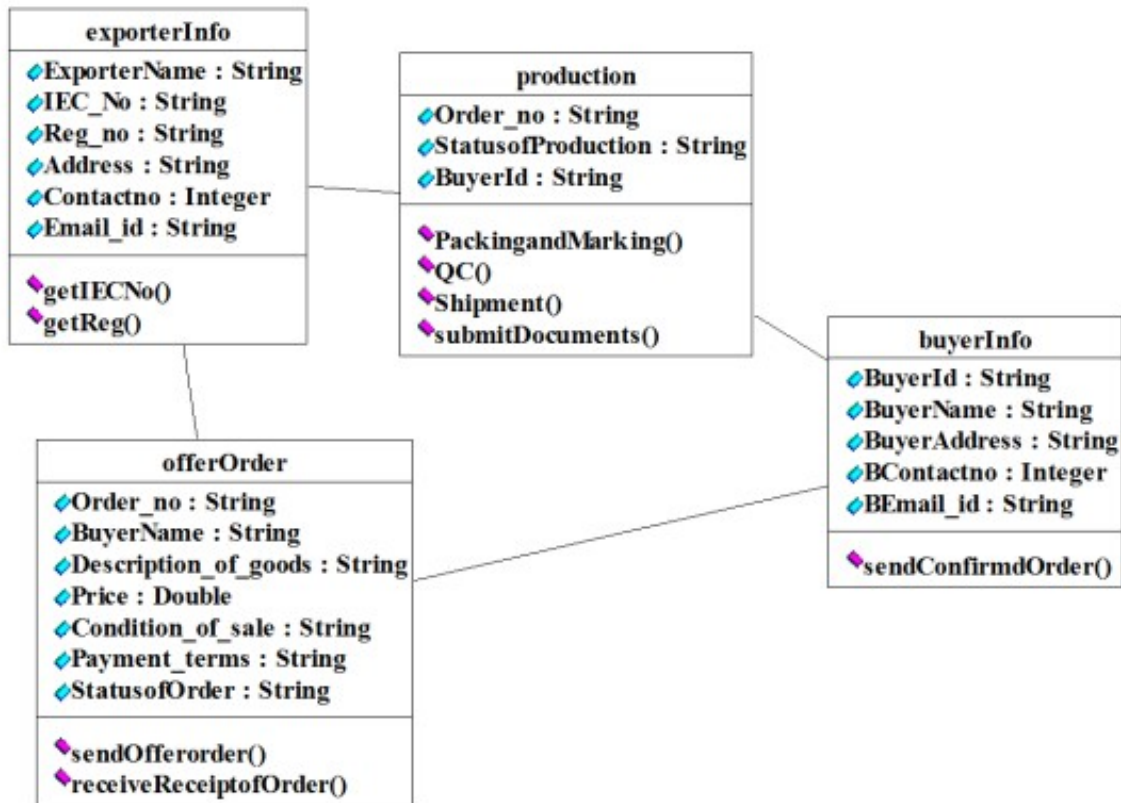 exporterInfo
ExporterName : String
IEC_No : String
Reg_no : String
Address : String
Contactno : Integer
Email_id : String
getIECNo()
getReg()
production
Order_no : String
StatusofProduction : String
BuyerId : String
PackingandMarking()
QC()
Shipment()
submitDocuments()
buyerInfo
BuyerId : String
BuyerName : String
BuyerAddress : String
BContactno : Integer
BEmail_id : String
sendConfirmdOrder()
offerOrder
Order_no : String
BuyerName : String
Description_of_goods : String
Price : Double
Condition_of_sale : String
Payment_terms : String
StatusofOrder : String
sendOfferorder()
receiveReceiptofOrder()